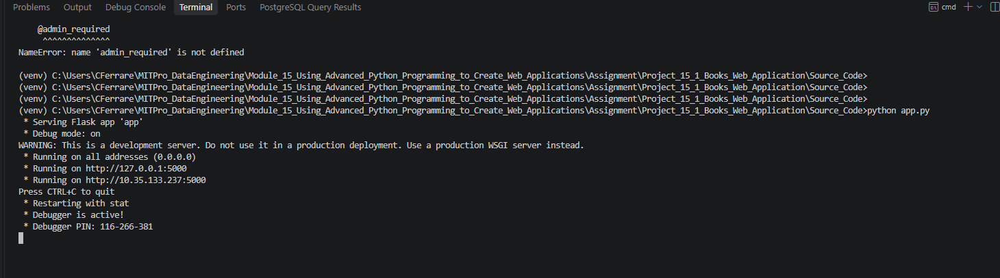 Problems Output Debug Console Terminal Ports PostgreSQL Query Results cmd
@admin_required
^^^^^^^^^^^^^^
NameError: name 'admin_required' is not defined
(venv) C:\Users\CFerrare\MITPro_DataEngineering\Module_15_Using_Advanced_Python_Programming_to_Create_Web_Applications\Assignment\Project_15_1_Books_Web_Application\Source_Code>
(venv) C:\Users\CFerrare\MITPro_DataEngineering\Module_15_Using_Advanced_Python_Programming_to_Create_Web_Applications\Assignment\Project_15_1_Books_Web_Application\Source_Code>
(venv) C:\Users\CFerrare\MITPro_DataEngineering\Module_15_Using_Advanced_Python_Programming_to_Create_Web_Applications\Assignment\Project_15_1_Books_Web_Application\Source_Code>
(venv) C:\Users\CFerrare\MITPro_DataEngineering\Module_15_Using_Advanced_Python_Programming_to_Create_Web_Applications\Assignment\Project_15_1_Books_Web_Application\Source_Code>python app.py
* Serving Flask app 'app'
* Debug mode: on
WARNING: This is a development server. Do not use it in a production deployment. Use a production WSGI server instead.
* Running on all addresses (0.0.0.0)
* Running on http://127.0.0.1:5000
* Running on http://10.35.133.237:5000
Press CTRL+C to quit
* Restarting with stat
* Debugger is active!
* Debugger PIN: 116-266-381